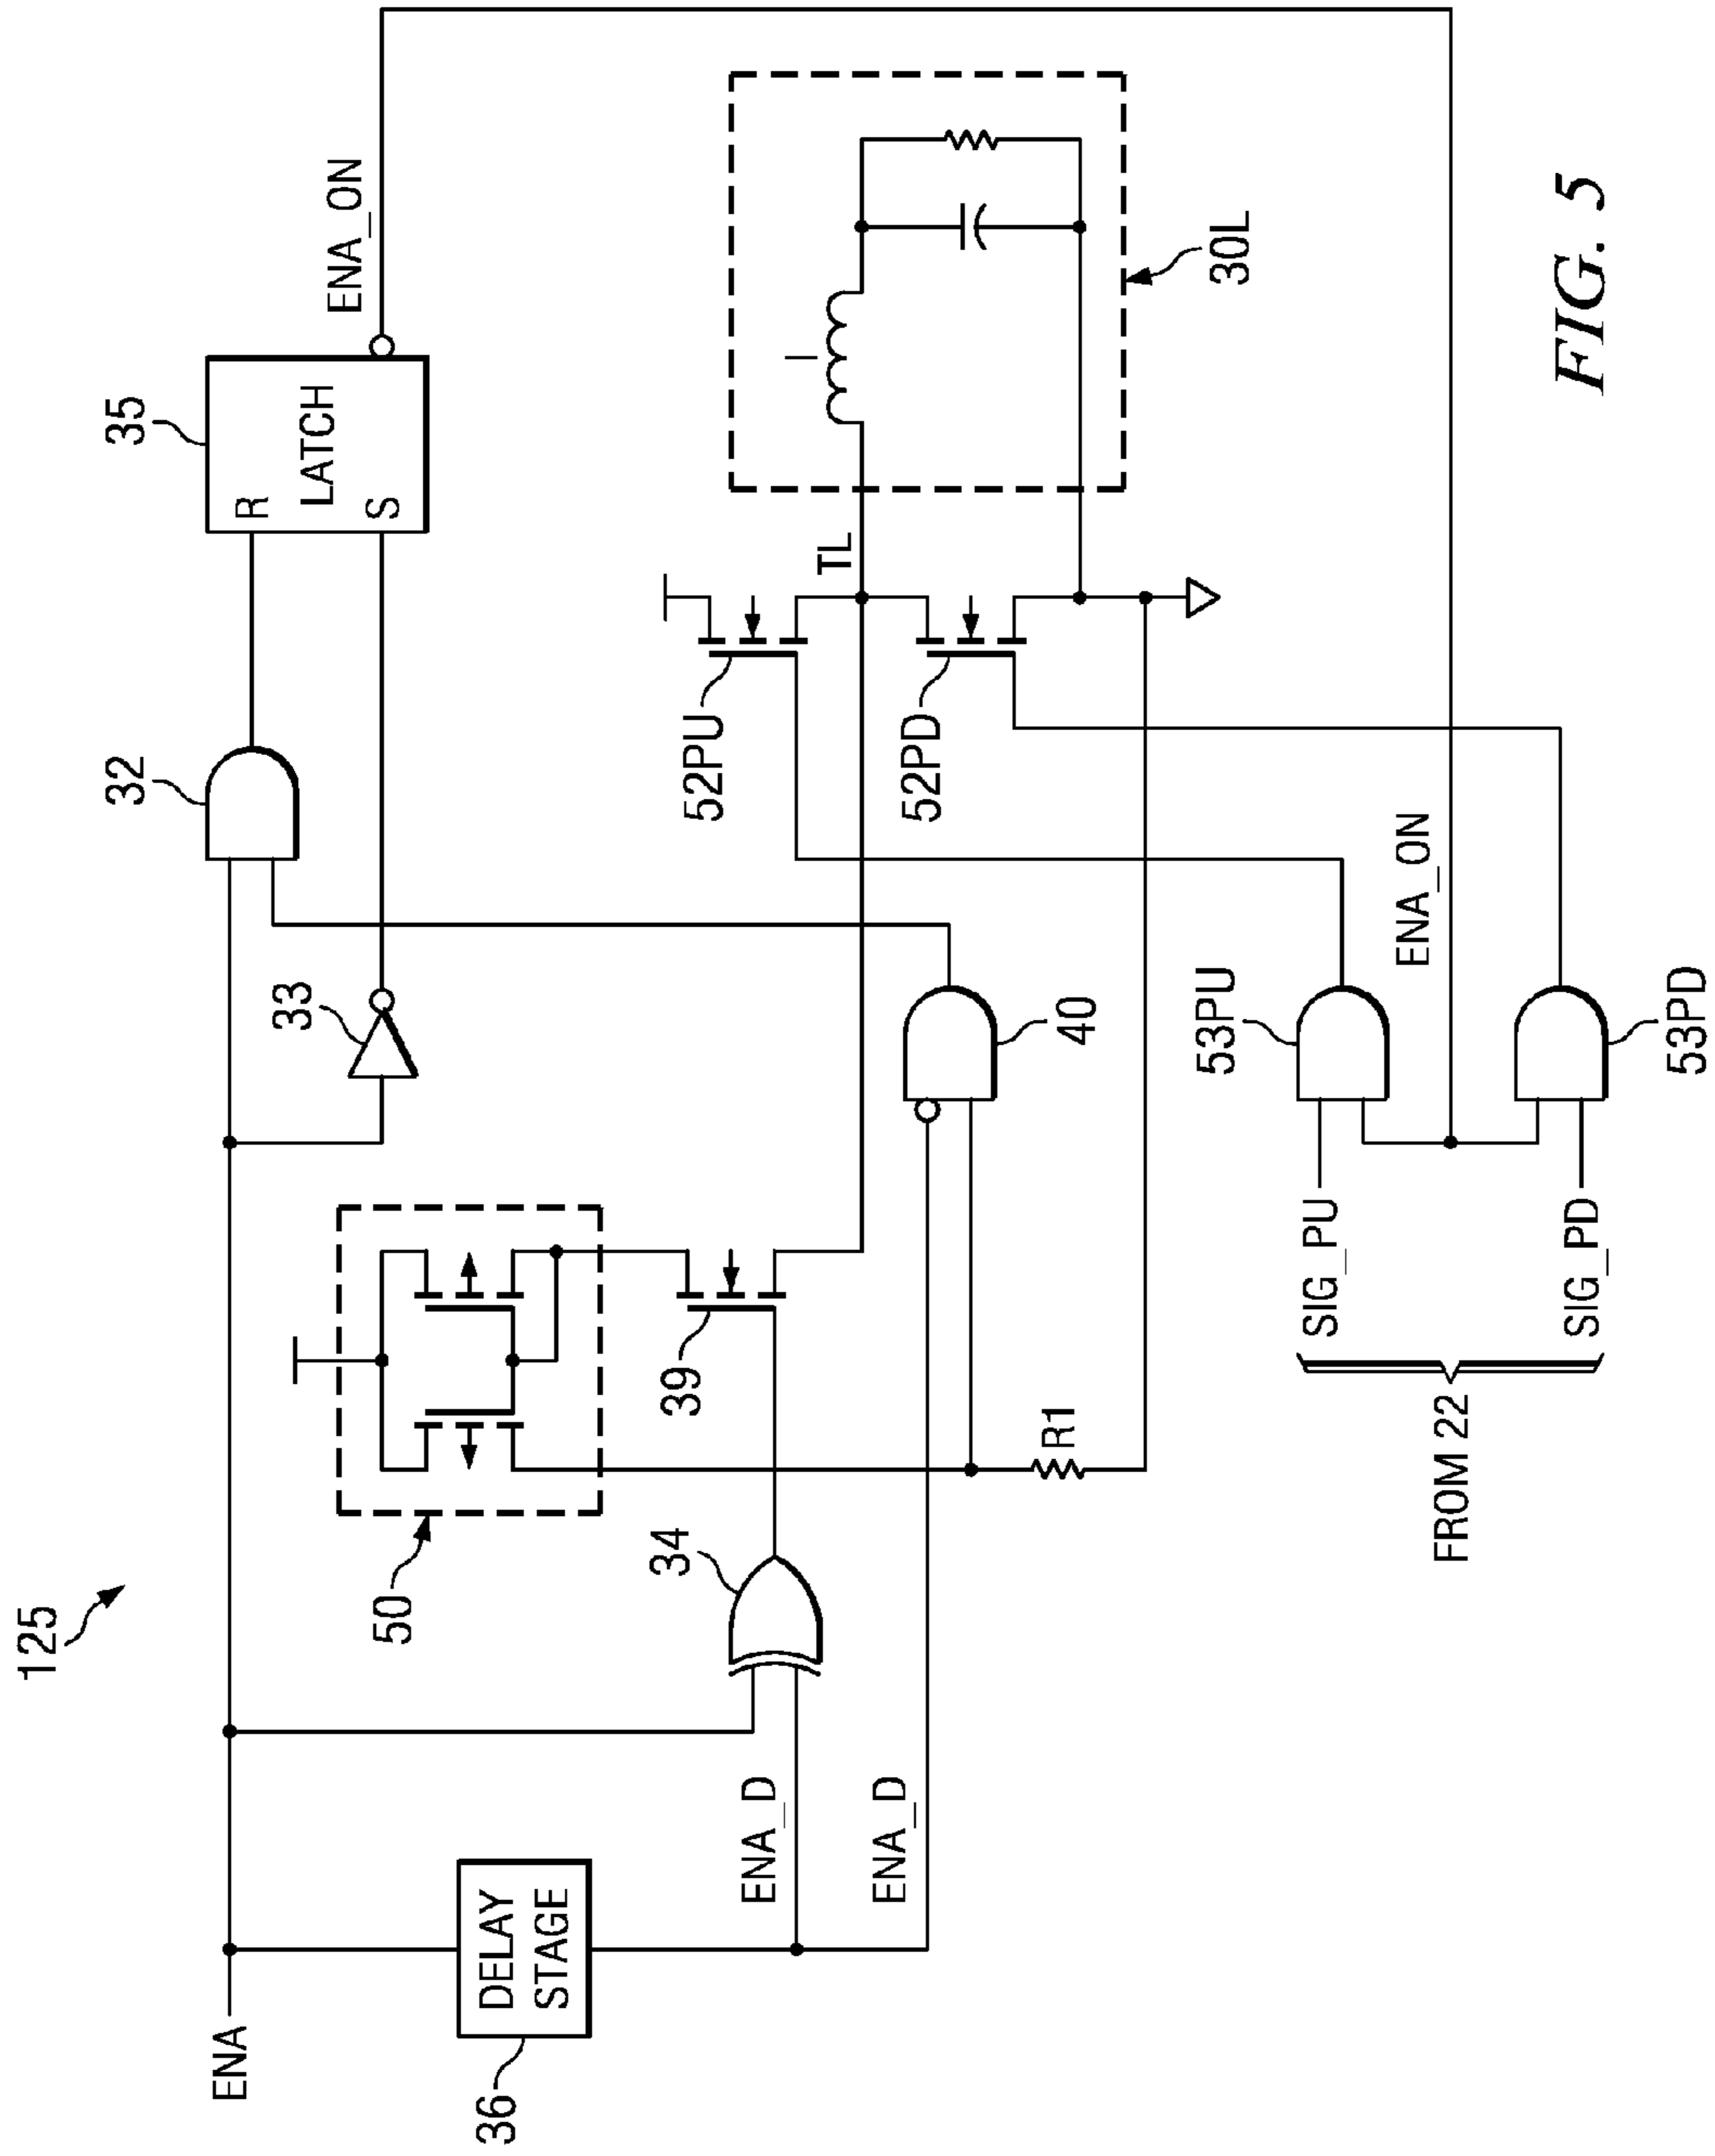 125
ENA
36
DELAY
STAGE
ENA_D
ENA_D
34
50
39
R1
33
40
32
35
R
LATCH
S
ENA_ON
52PU
52PD
TL
I
30L
FROM 22
SIG_PU
SIG_PD
53PU
53PD
ENA_ON
FIG. 5